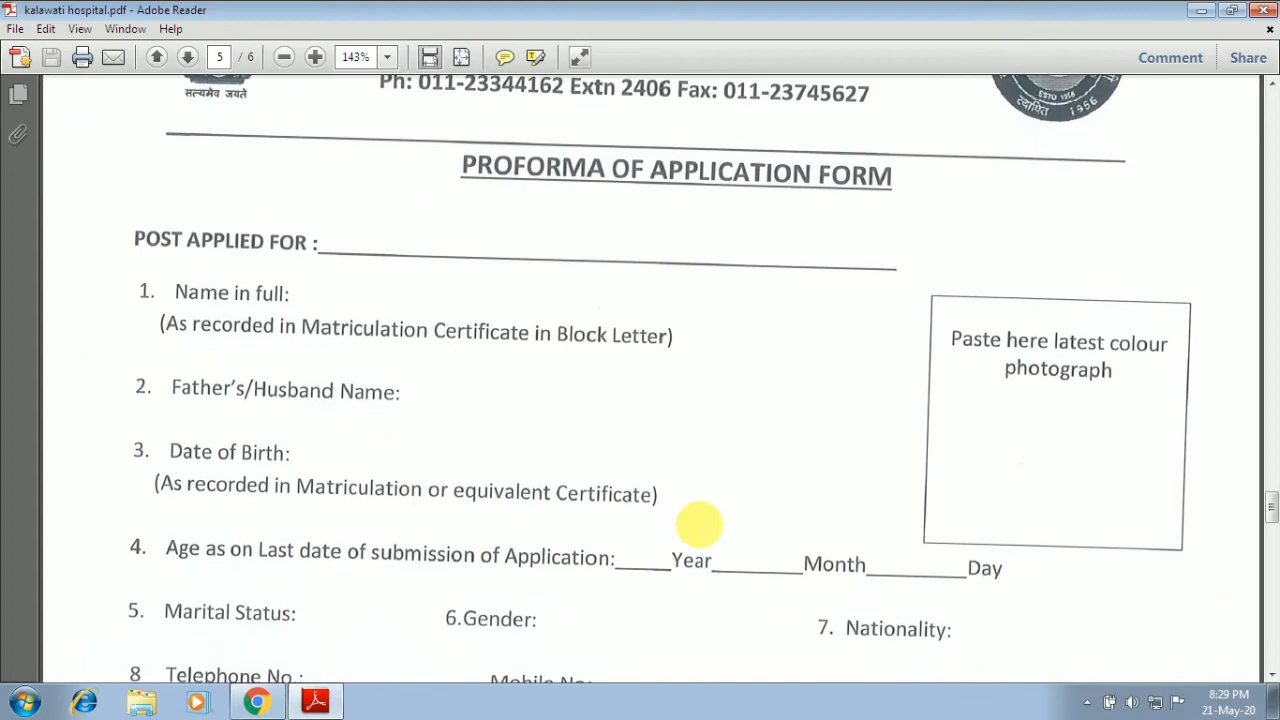 kalawati hospital.pdf - Adobe Reader
File Edit View Window Help
5 / 6 143% Comment Share
सत्यमेव जयते
Ph: 011-23344162 Extn 2406 Fax: 011-23745627
ESTD 1956
स्थापित 1956
PROFORMA OF APPLICATION FORM
POST APPLIED FOR :
1. Name in full:
(As recorded in Matriculation Certificate in Block Letter)
Paste here latest colour
photograph
2. Father's/Husband Name:
3. Date of Birth:
(As recorded in Matriculation or equivalent Certificate)
4. Age as on Last date of submission of Application:_____Year________Month_________Day
5. Marital Status: 6.Gender: 7. Nationality:
8 Telephone No.: Mobile No:
8:29 PM
21-May-20